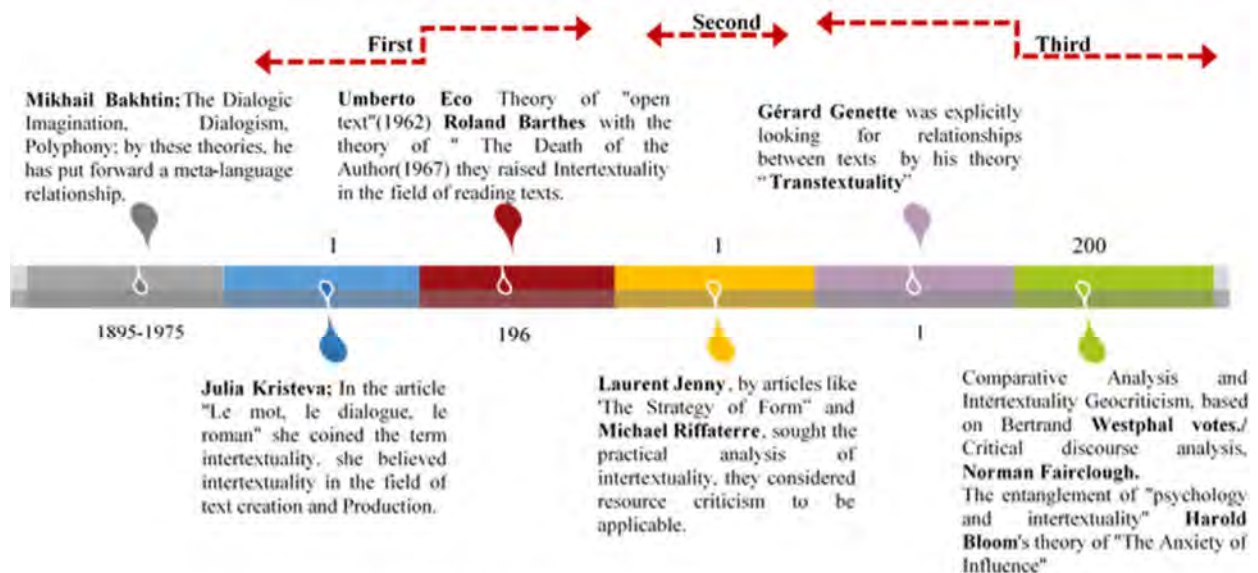 First
Second
Third
Mikhail Bakhtin; The Dialogic
Imagination, Dialogism,
Polyphony; by these theories, he
has put forward a meta-language
relationship.
Umberto Eco Theory of "open
text"(1962) Roland Barthes with the
theory of " The Death of the
Author(1967) they raised Intertextuality
in the field of reading texts.
Gérard Genette was explicitly
looking for relationships
between texts by his theory
"Transtextuality"
1
1
200
1895-1975
196
1
Julia Kristeva; In the article
"Le mot, le dialogue, le
roman" she coined the term
intertextuality. she believed
intertextuality in the field of
text creation and Production.
Laurent Jenny, by articles like
'The Strategy of Form" and
Michael Riffaterre, sought the
practical analysis of
intertextuality, they considered
resource criticism to be
applicable.
Comparative Analysis and
Intertextuality Geocriticism, based
on Bertrand Westphal votes./
Critical discourse analysis,
Norman Fairclough.
The entanglement of "psychology
and intertextuality" Harold
Bloom's theory of "The Anxiety of
Influence"